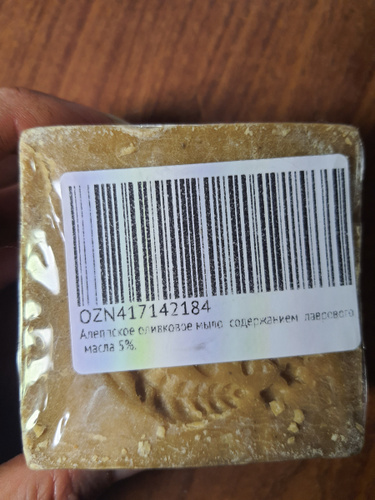 OZN417142184
Алеппское оливковое мыло содержанием лаврового
масла 5%.